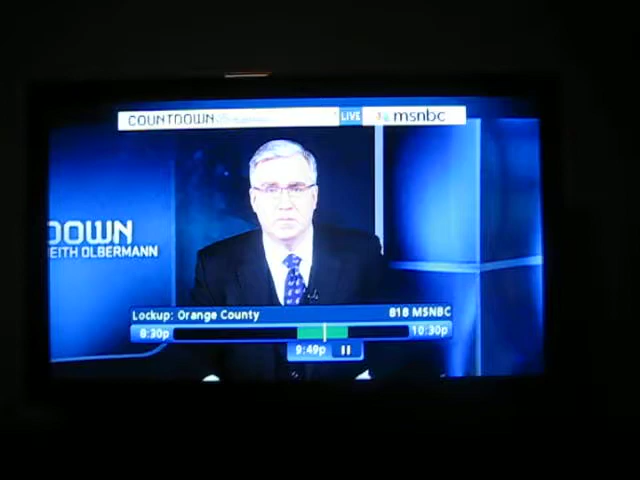 COUNTDOWN
LIVE
msnbc
DOWN
EITH OLBERMANN
Lockup: Orange County
818 MSNBC
8:30p
10:30p
9:49p